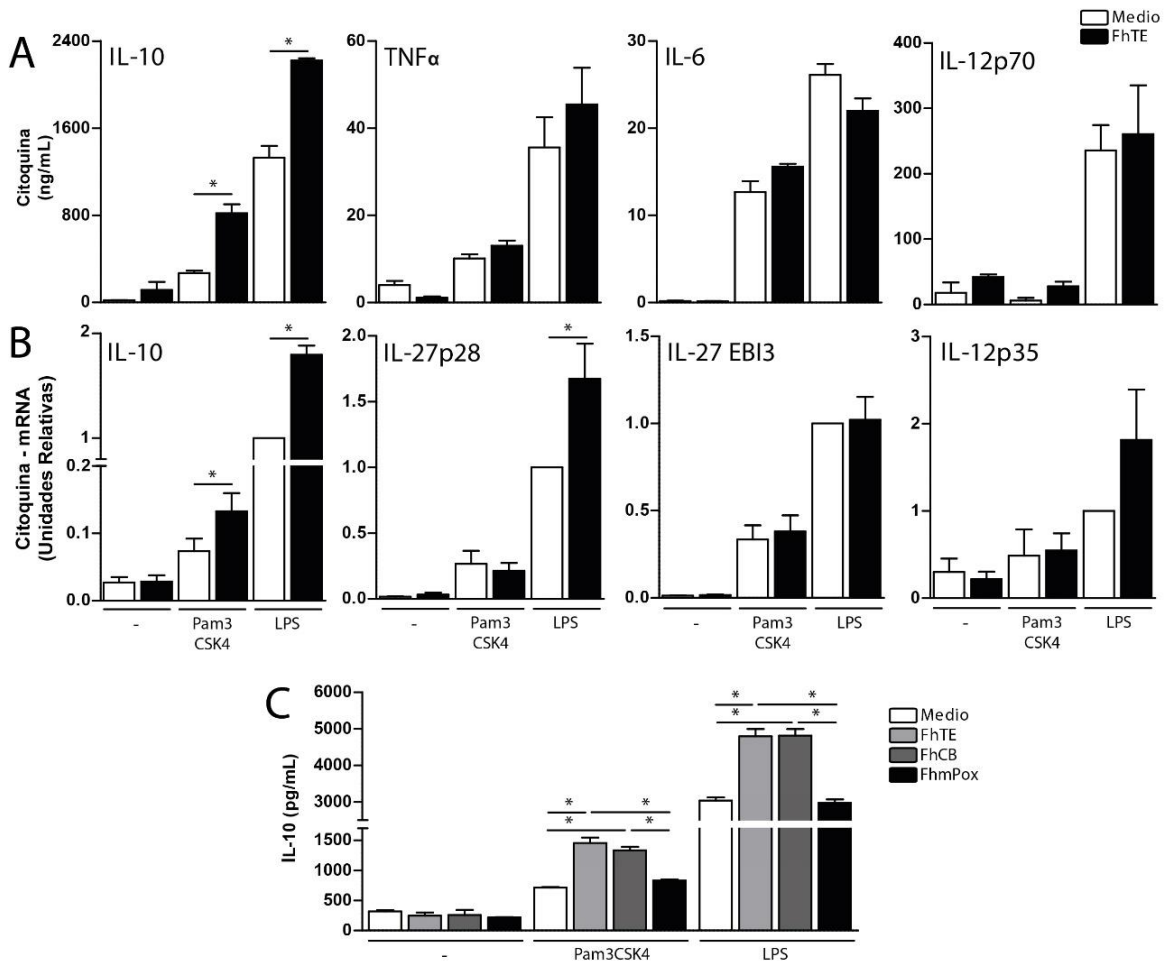 Medio
FhTE
A
IL-10
TNFα
IL-6
IL-12p70
Citoquina
(ng/mL)
2400
1600
800
0
60
40
20
0
30
20
10
0
400
300
200
100
0
*
*
B
IL-10
IL-27p28
IL-27 EBI3
IL-12p35
Citoquina - mRNA
(Unidades Relativas)
2
1
0.2
0.1
0.0
2.0
1.5
1.0
0.5
0.0
1.5
1.0
0.5
0.0
3
2
1
0
*
*
*
- Pam3 CSK4 LPS
- Pam3 CSK4 LPS
- Pam3 CSK4 LPS
- Pam3 CSK4 LPS
C
IL-10 (pg/mL)
6000
5000
4000
3000
2000
1500
1000
500
0
* *
* *
* *
* *
- Pam3CSK4 LPS
Medio
FhTE
FhCB
FhmPox